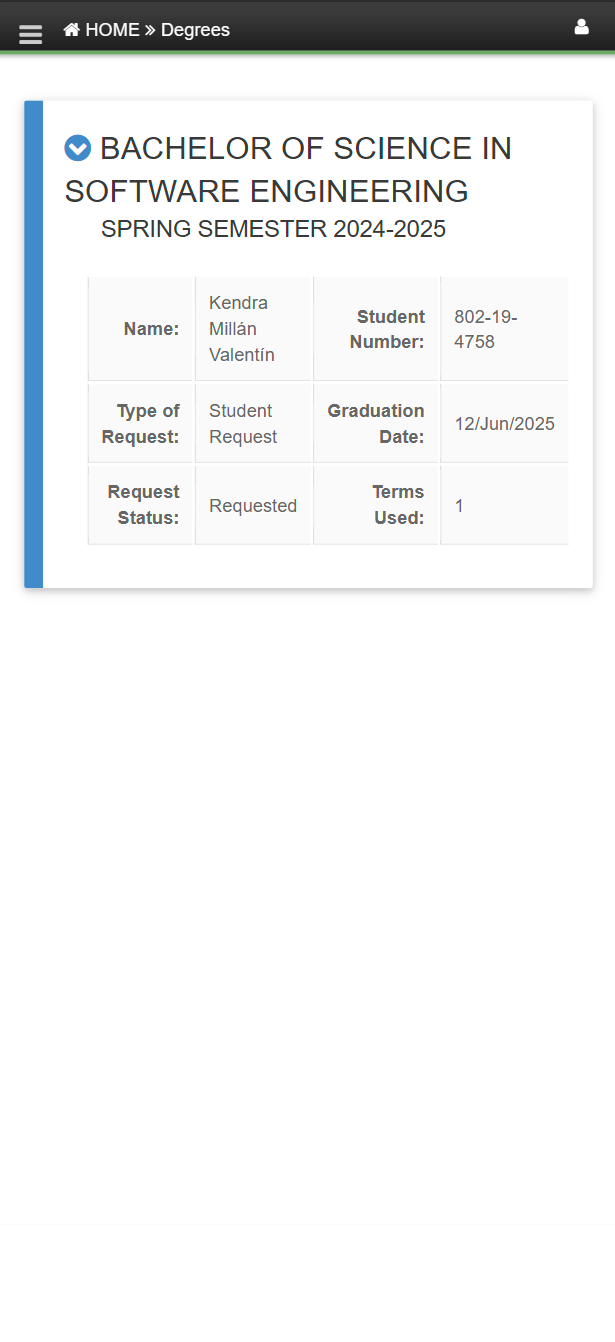 HOME » Degrees
BACHELOR OF SCIENCE IN
SOFTWARE ENGINEERING
SPRING SEMESTER 2024-2025
Name:
Kendra
Millán
Valentín
Student
Number:
802-19-
4758
Type of
Request:
Student
Request
Graduation
Date:
12/Jun/2025
Request
Status:
Requested
Terms
Used:
1